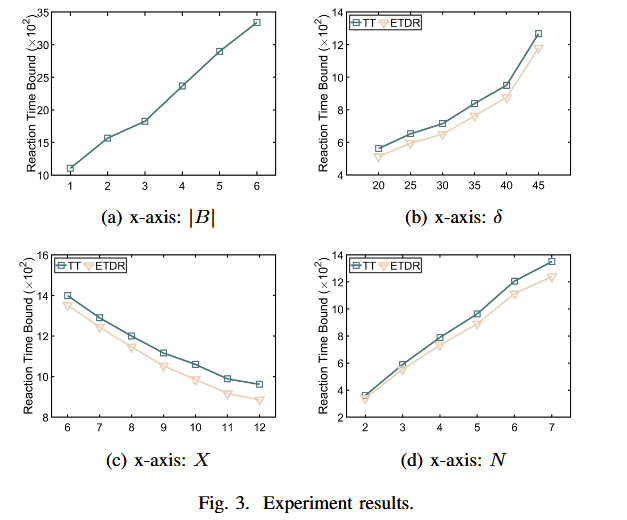 Reaction Time Bound (×10²)
35
30
25
20
15
10
1 2 3 4 5 6
(a) x-axis: |B|
TT ETDR
Reaction Time Bound (×10²)
14
12
10
8
6
4
20 25 30 35 40 45
(b) x-axis: δ
TT ETDR
Reaction Time Bound (×10²)
16
14
12
10
8
6 7 8 9 10 11 12
(c) x-axis: X
TT ETDR
Reaction Time Bound (×10²)
14
12
10
8
6
4
2
2 3 4 5 6 7
(d) x-axis: N
Fig. 3. Experiment results.